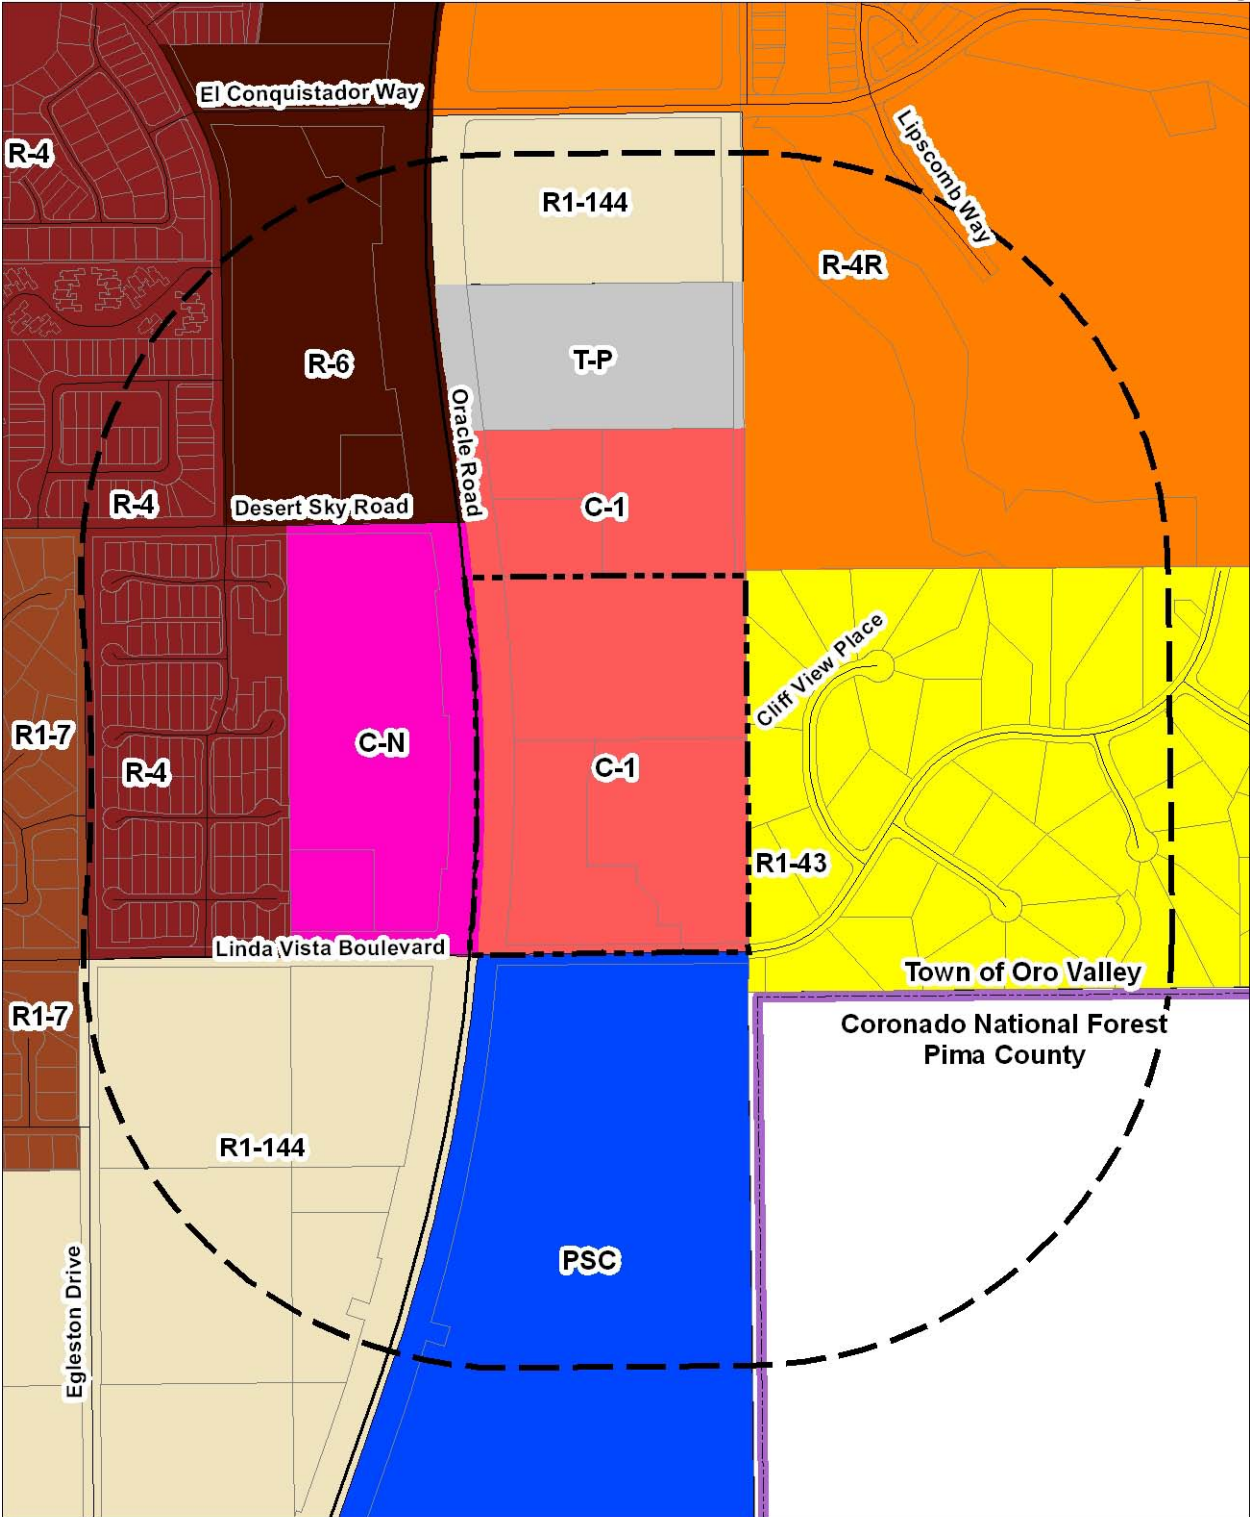 El Conquistador Way
R-4
Lipscomb Way
R1-144
R-4R
R-6
T-P
Oracle Road
R-4
Desert Sky Road
C-1
Cliff View Place
R1-7
C-N
R-4
C-1
R1-43
Linda Vista Boulevard
Town of Oro Valley
R1-7
Coronado National Forest
Pima County
R1-144
PSC
Egleston Drive